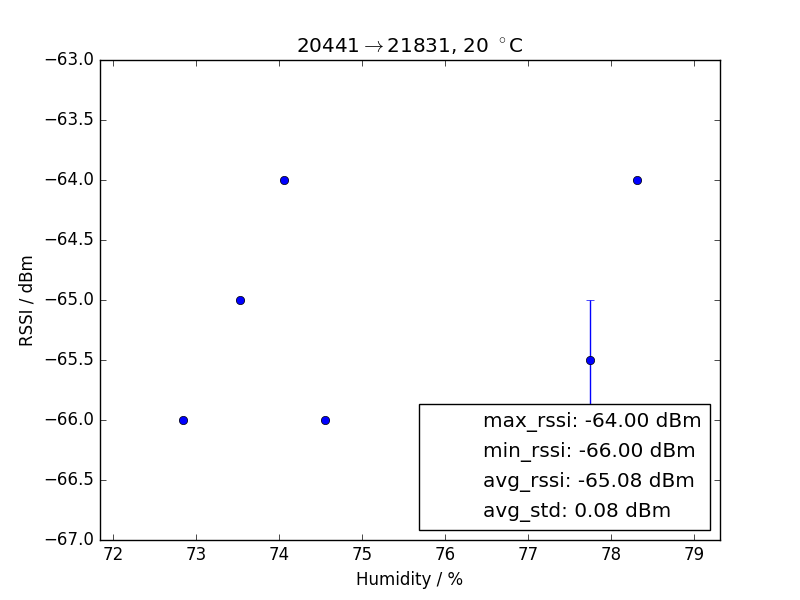 20441→21831, 20 °C
−63.0
−63.5
−64.0
−64.5
−65.0
−65.5
−66.0
−66.5
−67.0
RSSI / dBm
max_rssi: -64.00 dBm
min_rssi: -66.00 dBm
avg_rssi: -65.08 dBm
avg_std: 0.08 dBm
72 73 74 75 76 77 78 79
Humidity / %